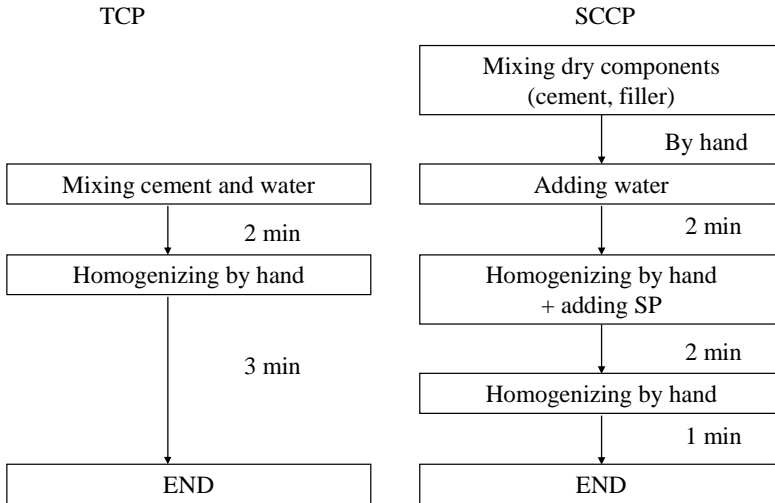 TCP
Mixing cement and water
2 min
Homogenizing by hand
3 min
END
SCCP
Mixing dry components
(cement, filler)
By hand
Adding water
2 min
Homogenizing by hand
+ adding SP
2 min
Homogenizing by hand
1 min
END